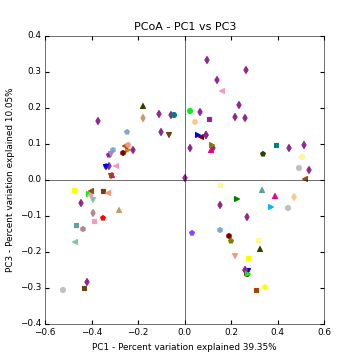 PCoA - PC1 vs PC3
0.4
0.3
0.2
0.1
0.0
−0.1
−0.2
−0.3
−0.4
PC3 - Percent variation explained 10.05%
−0.6 −0.4 −0.2 0.0 0.2 0.4 0.6
PC1 - Percent variation explained 39.35%